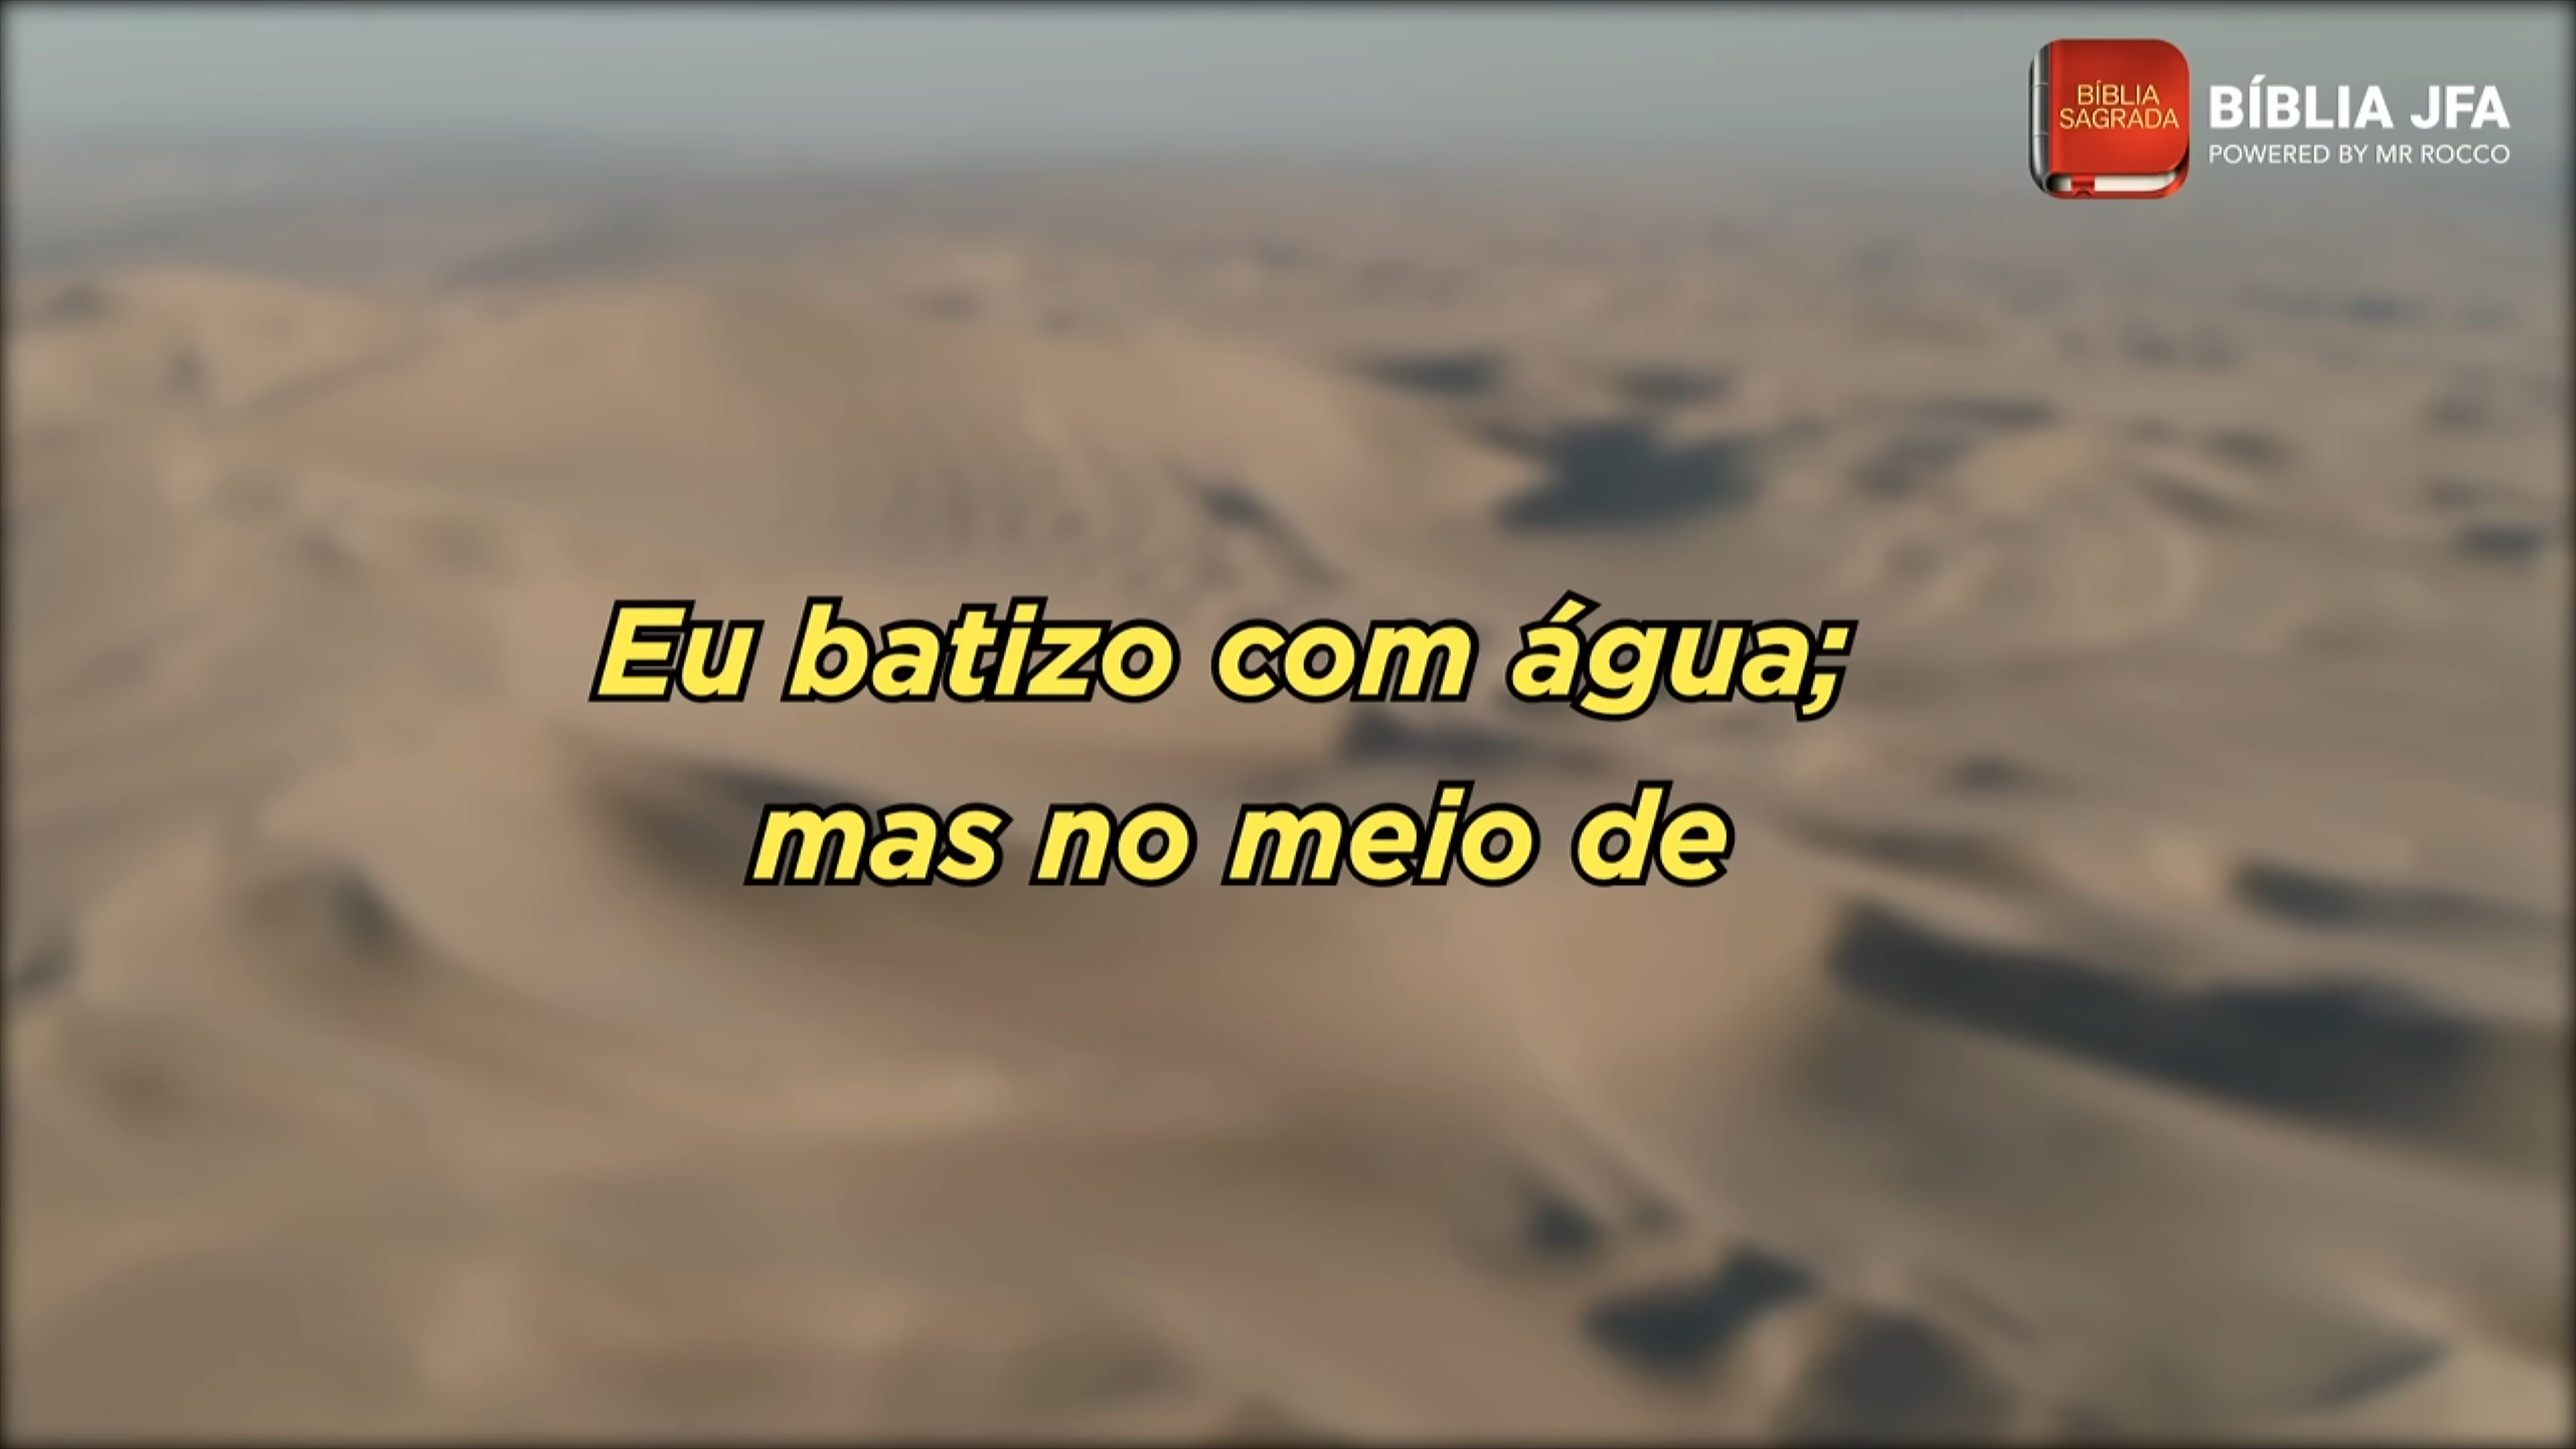 BÍBLIA
SAGRADA
BÍBLIA JFA
POWERED BY MR ROCCO
Eu batizo com água;
mas no meio de